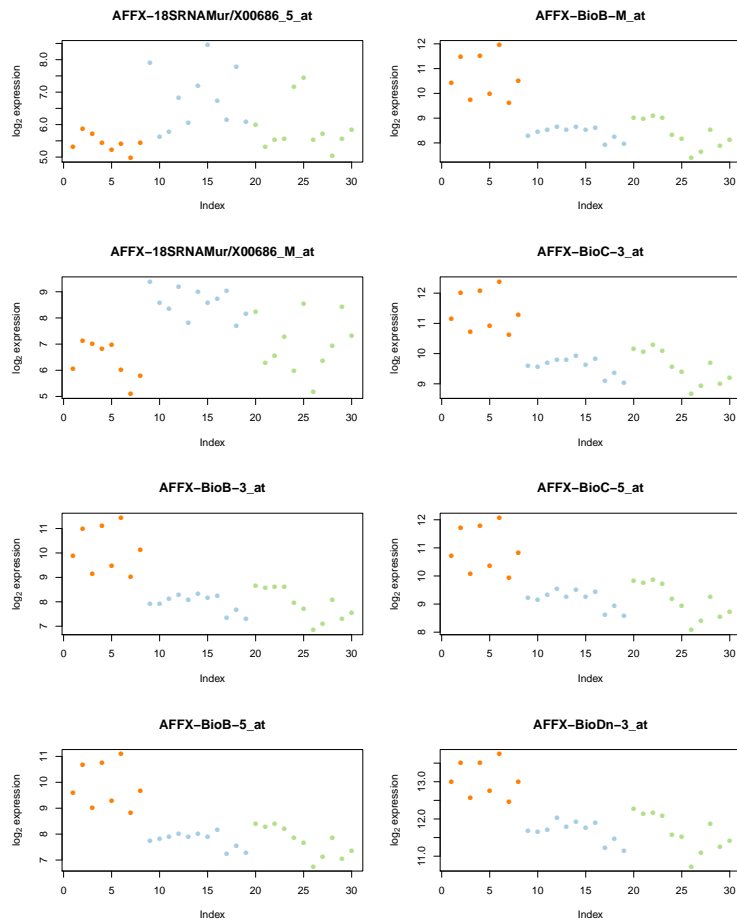 AFFX−18SRNAMur/X00686_5_at
log2 expression
5.0 6.0 7.0 8.0
0 5 10 15 20 25 30
Index
AFFX−BioB−M_at
log2 expression
8 9 10 11 12
0 5 10 15 20 25 30
Index
AFFX−18SRNAMur/X00686_M_at
log2 expression
5 6 7 8 9
0 5 10 15 20 25 30
Index
AFFX−BioC−3_at
log2 expression
9 10 11 12
0 5 10 15 20 25 30
Index
AFFX−BioB−3_at
log2 expression
7 8 9 10 11
0 5 10 15 20 25 30
Index
AFFX−BioC−5_at
log2 expression
8 9 10 11 12
0 5 10 15 20 25 30
Index
AFFX−BioB−5_at
log2 expression
7 8 9 10 11
0 5 10 15 20 25 30
Index
AFFX−BioDn−3_at
log2 expression
11.0 12.0 13.0
0 5 10 15 20 25 30
Index